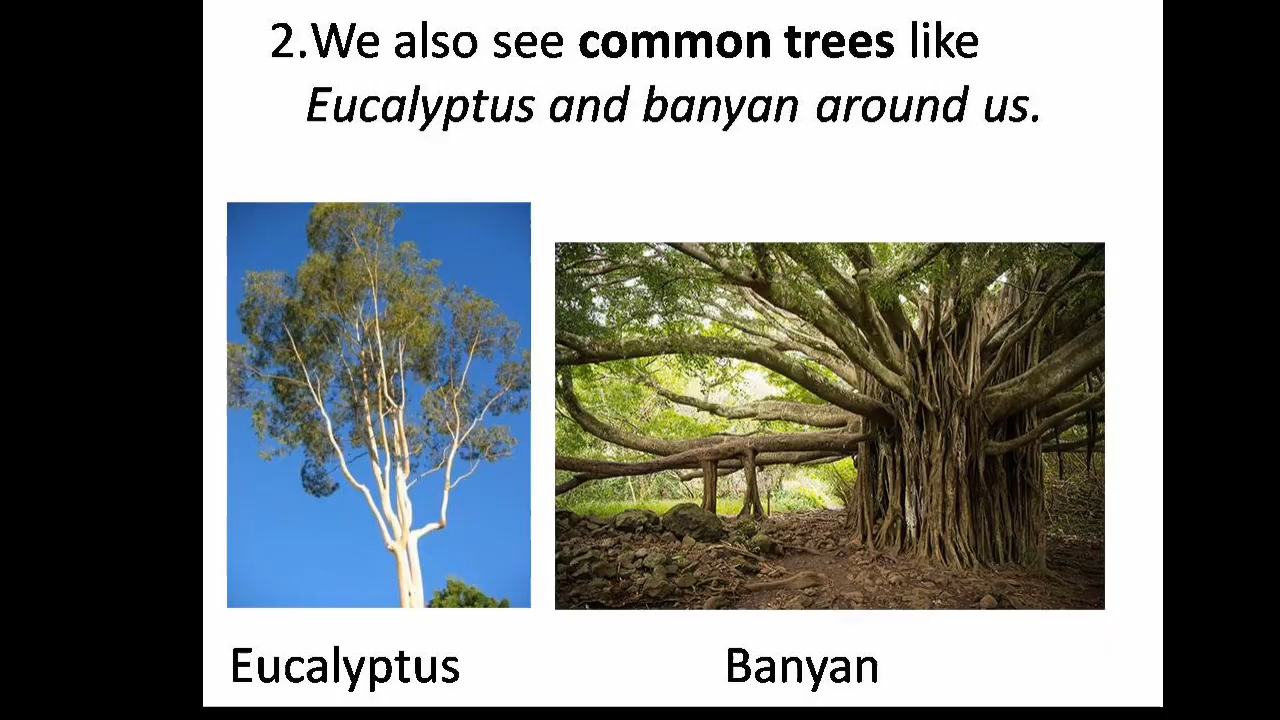 2.We also see common trees like
Eucalyptus and banyan around us.
Eucalyptus
Banyan